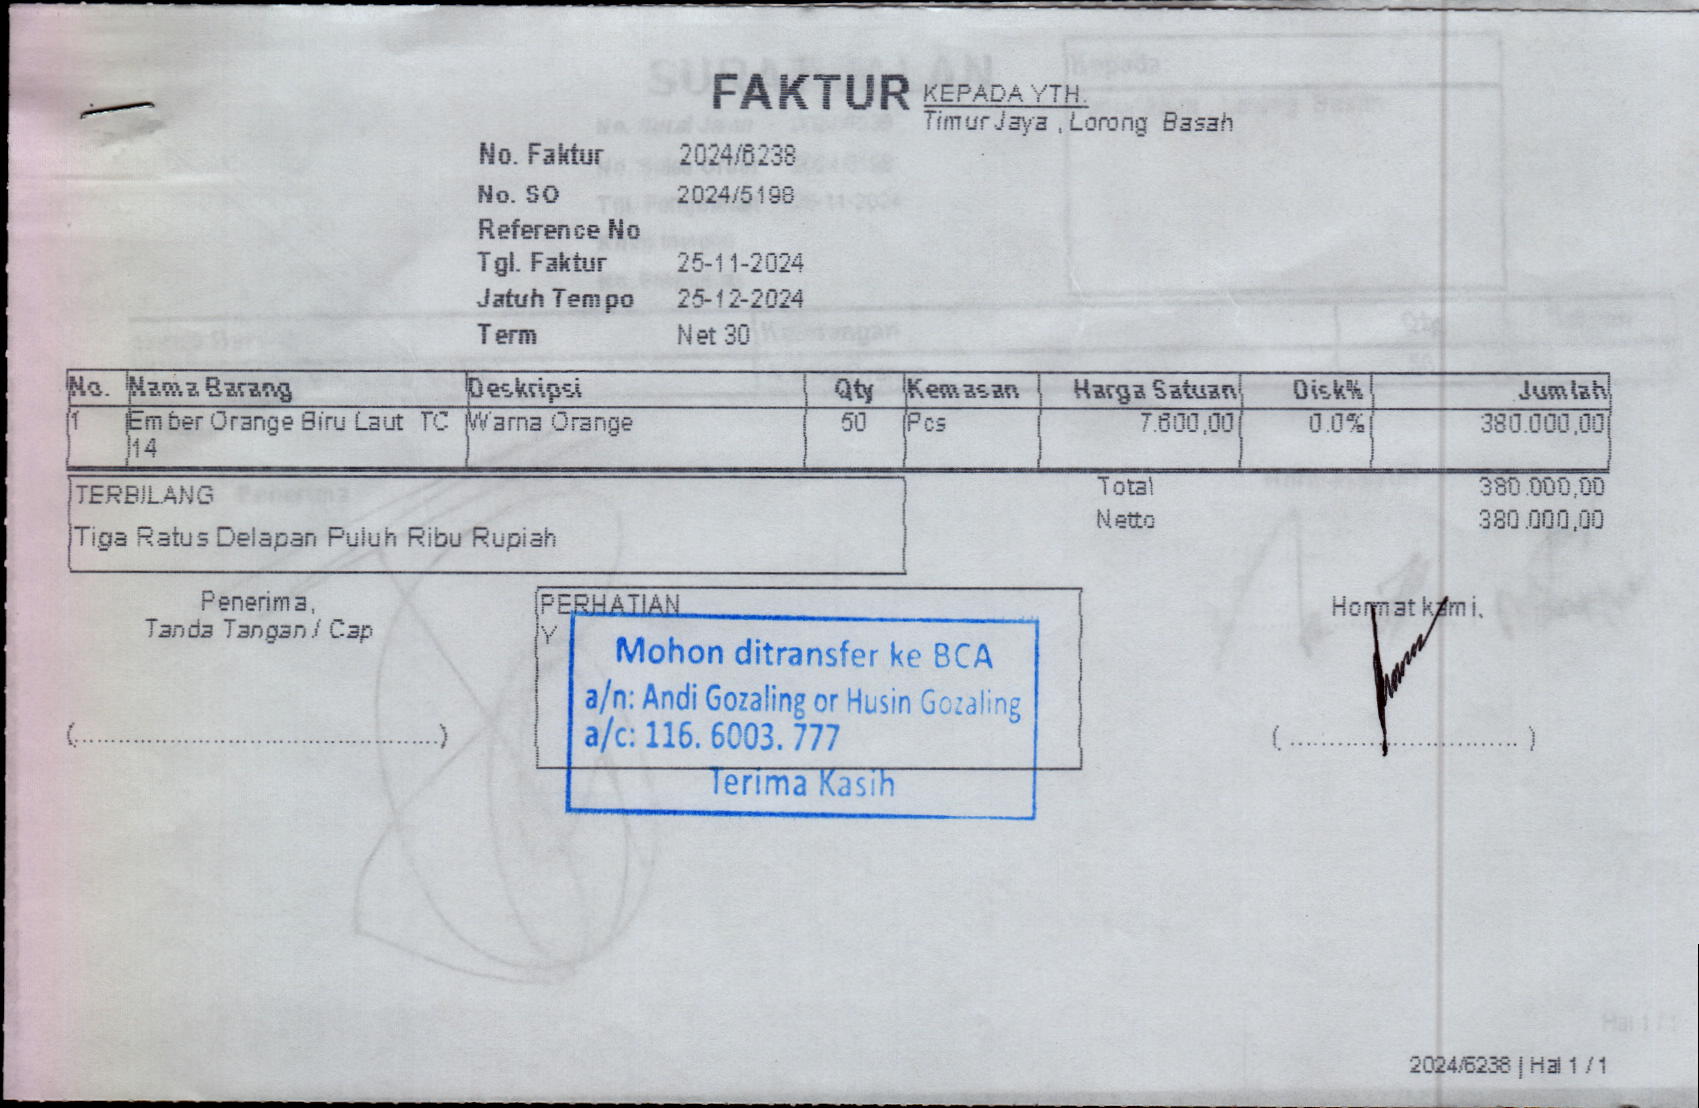 FAKTUR
KEPADA YTH.
Timur Jaya , Lorong Basah
No. Faktur 2024/6238
No. SO 2024/5198
Reference No
Tgl. Faktur 25-11-2024
Jatuh Tempo 25-12-2024
Term Net 30
No. Nama Barang Deskripsi Qty Kemasan Harga Satuan Disk% Jumlah
1 Ember Orange Biru Laut TC Warna Orange 50 Pcs 7.600,00 0.0% 380.000,00
14
TERBILANG
Tiga Ratus Delapan Puluh Ribu Rupiah
Total 380.000,00
Netto 380.000,00
Penerima,
Tanda Tangan / Cap
(..........................................)
PERHATIAN
Y
Mohon ditransfer ke BCA
a/n: Andi Gozaling or Husin Gozaling
a/c: 116. 6003. 777
Terima Kasih
Hormat kami,
( .............................. )
2024/6238 | Hal 1 / 1